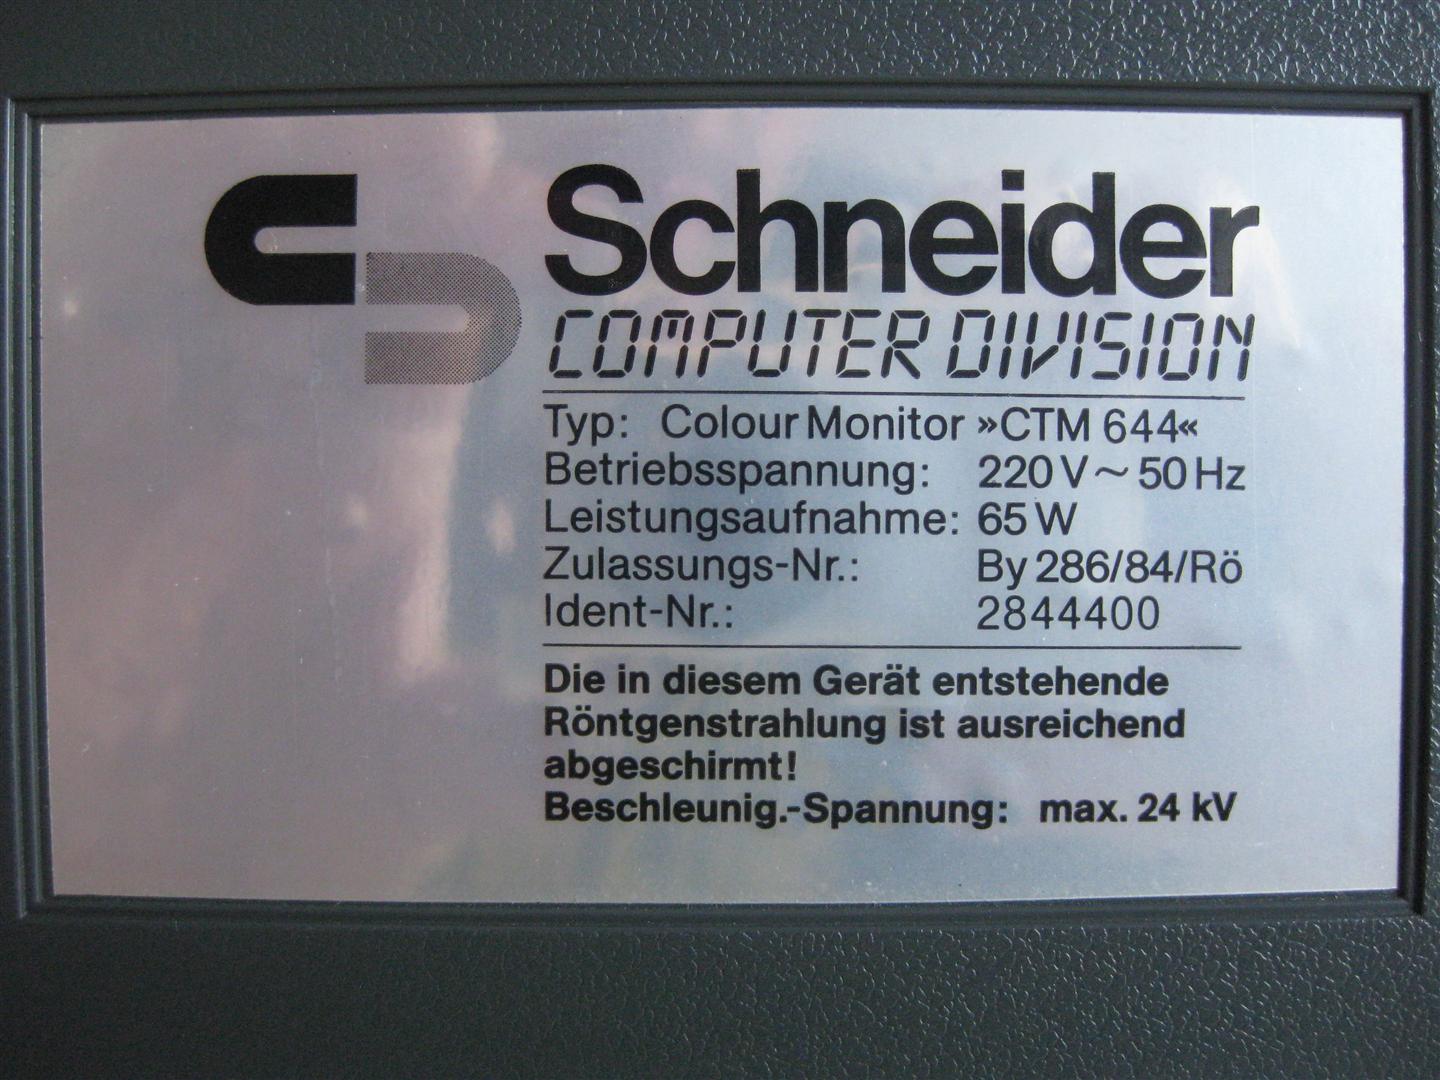 Schneider
COMPUTER DIVISION
Typ: Colour Monitor »CTM 644«
Betriebsspannung: 220 V ~ 50 Hz
Leistungsaufnahme: 65 W
Zulassungs-Nr.: By 286/84/Rö
Ident-Nr.: 2844400
Die in diesem Gerät entstehende
Röntgenstrahlung ist ausreichend
abgeschirmt!
Beschleunig.-Spannung: max. 24 kV